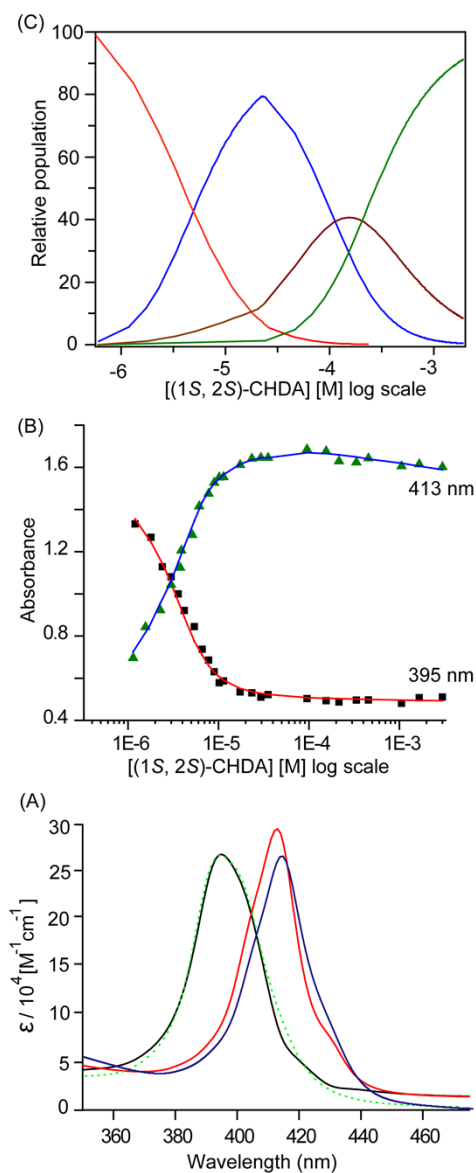 (C)
100
80
60
40
20
0
Relative population
-6 -5 -4 -3
[(1S, 2S)-CHDA] [M] log scale
(B)
1.6
1.2
0.8
0.4
Absorbance
413 nm
395 nm
1E-6 1E-5 1E-4 1E-3
[(1S, 2S)-CHDA] [M] log scale
(A)
30
25
20
15
10
5
0
ε / 10⁴ [M⁻¹cm⁻¹]
360 380 400 420 440 460
Wavelength (nm)